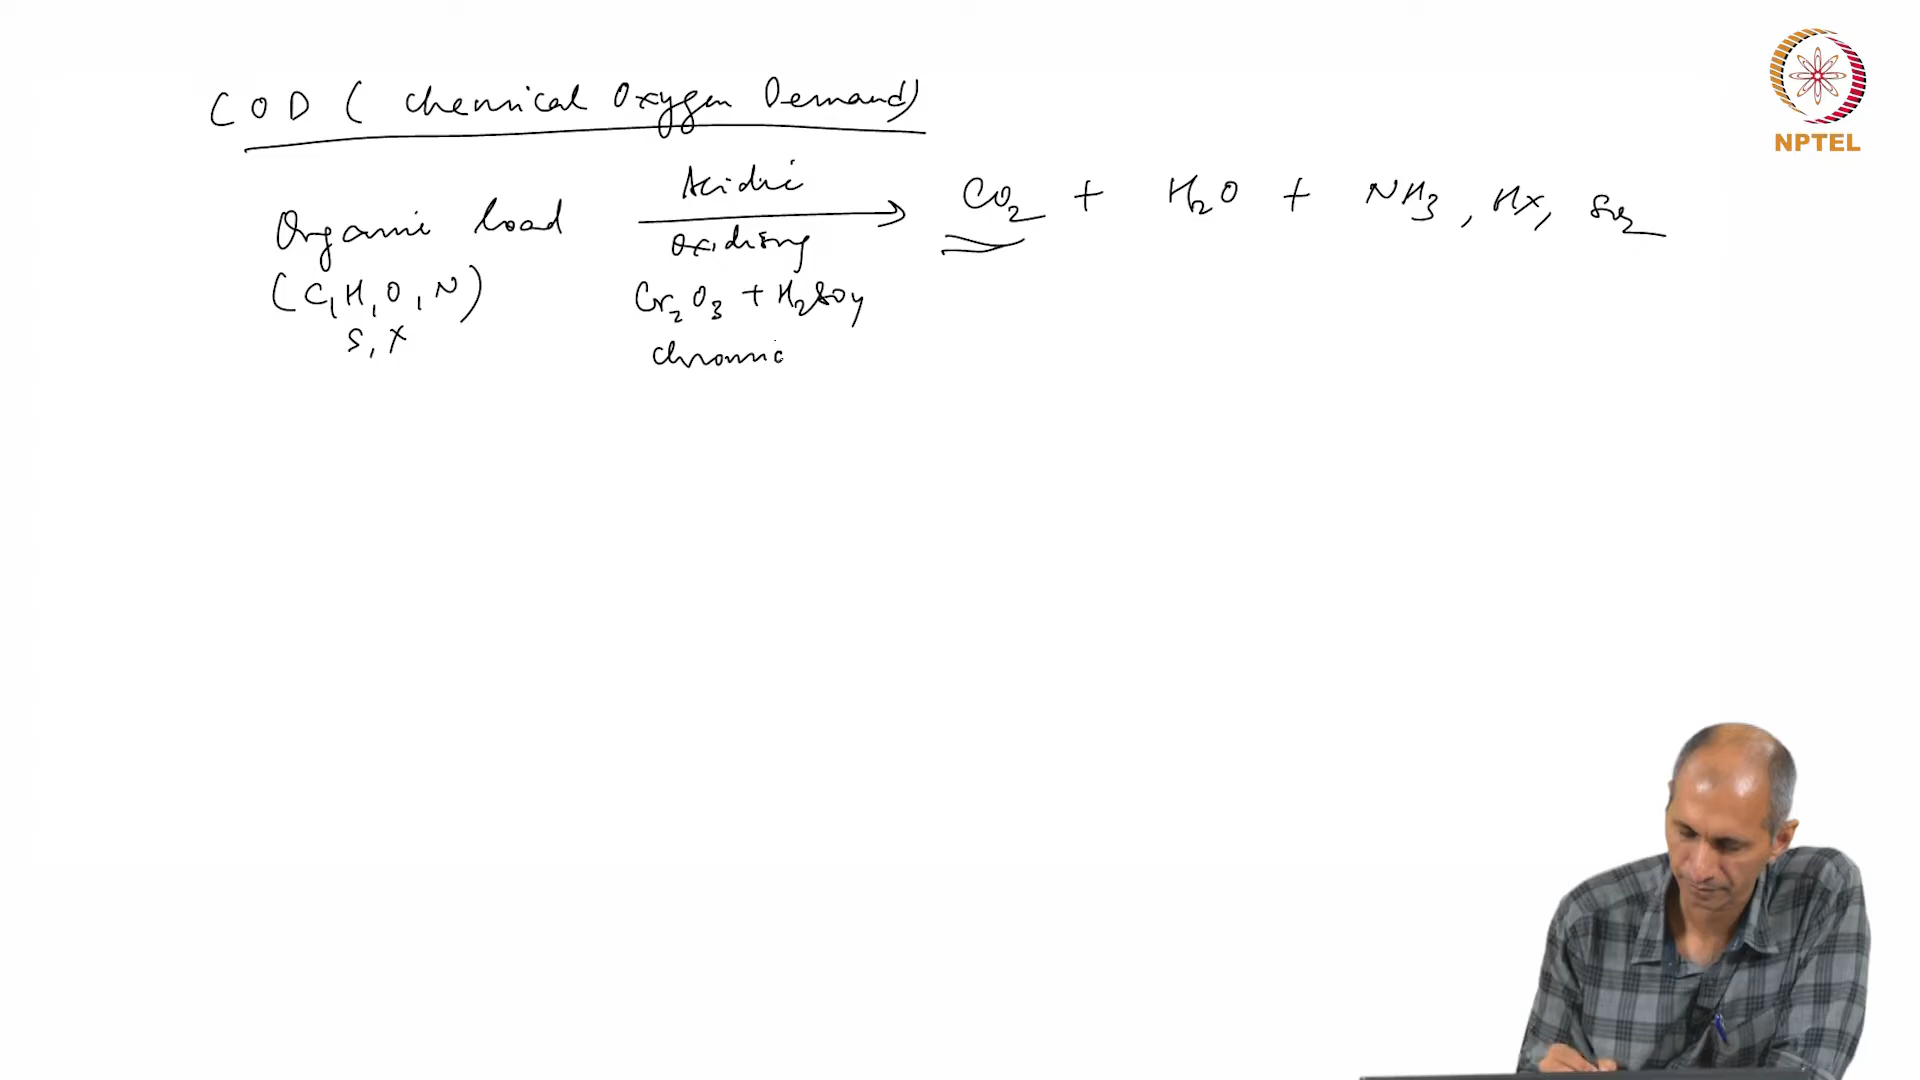 COD (Chemical Oxygen Demand)
NPTEL
Acidic
Organic load → CO2 + H2O + NH3, HX, SO2
Oxidising
(C, H, O, N) Cr2O3 + H2SO4
S, X
chromic